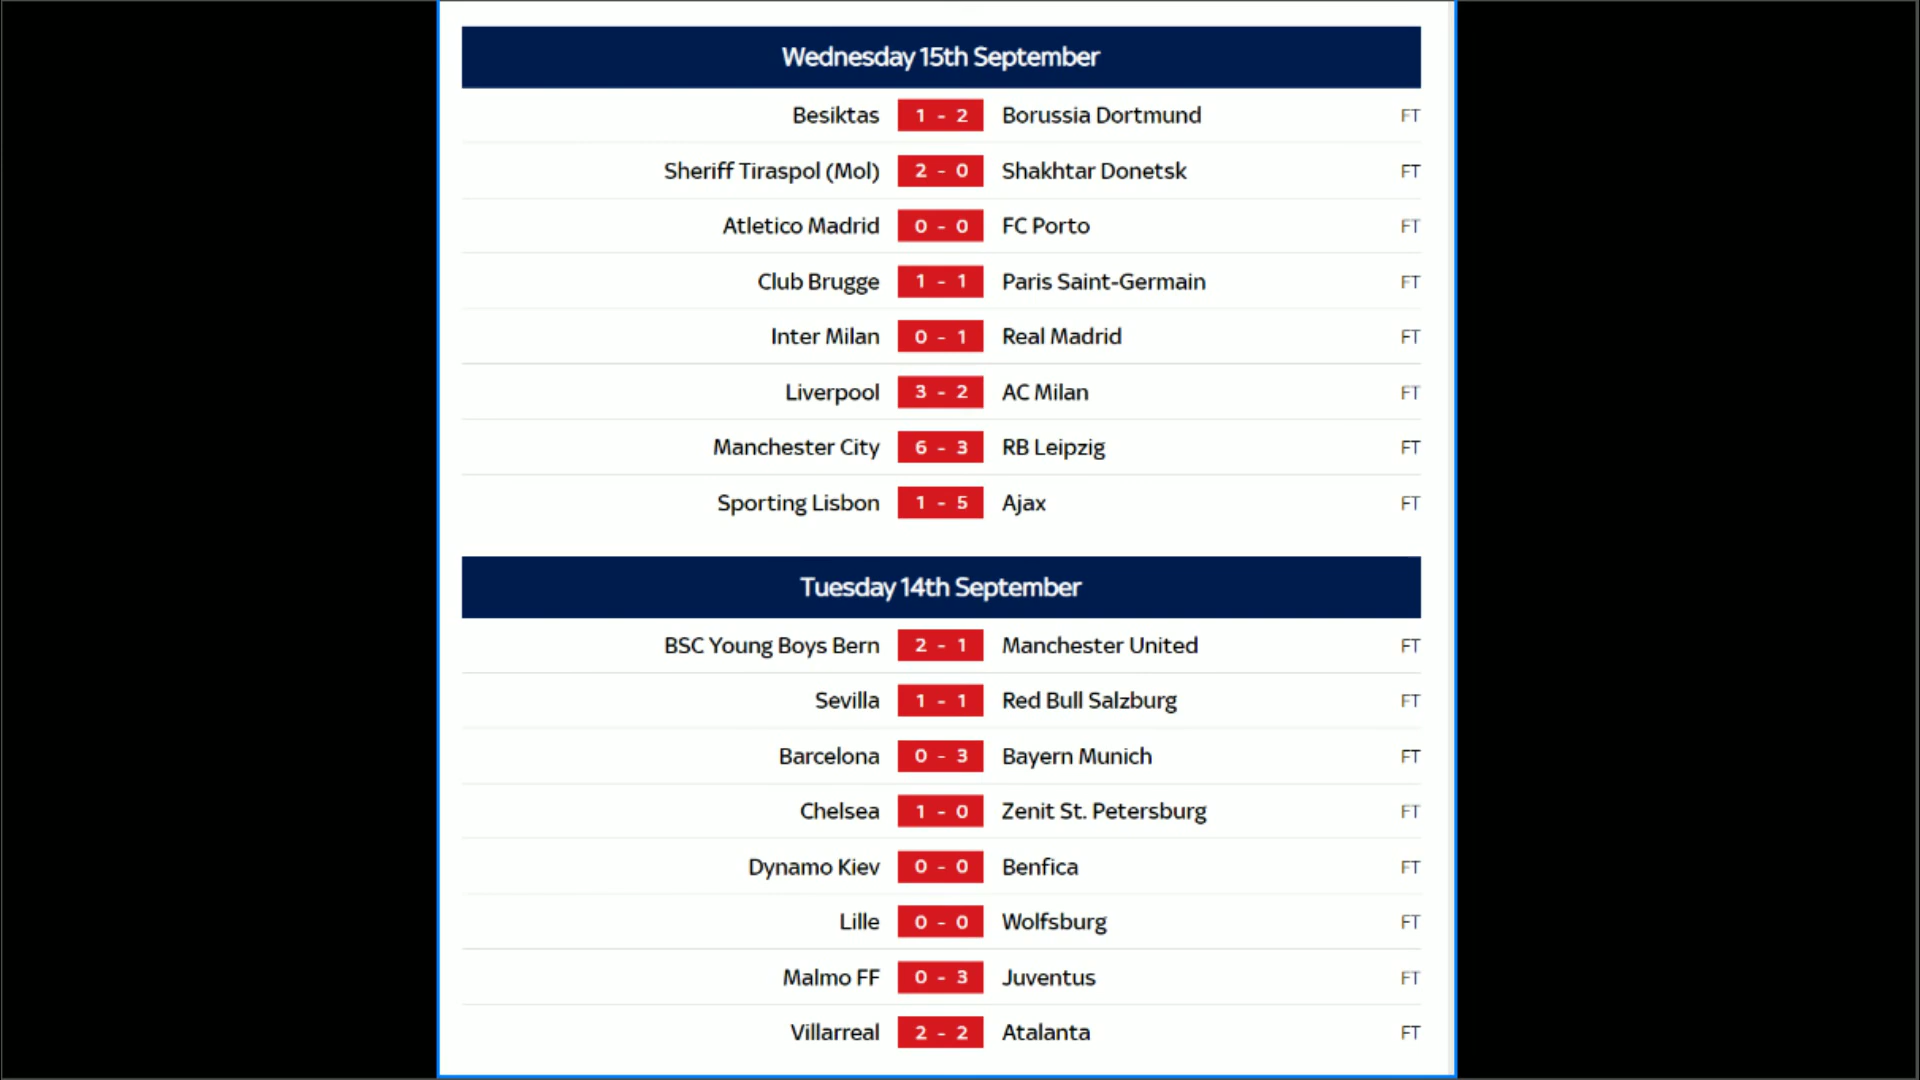 Wednesday 15th September
Besiktas 1 - 2 Borussia Dortmund FT
Sheriff Tiraspol (Mol) 2 - 0 Shakhtar Donetsk FT
Atletico Madrid 0 - 0 FC Porto FT
Club Brugge 1 - 1 Paris Saint-Germain FT
Inter Milan 0 - 1 Real Madrid FT
Liverpool 3 - 2 AC Milan FT
Manchester City 6 - 3 RB Leipzig FT
Sporting Lisbon 1 - 5 Ajax FT
Tuesday 14th September
BSC Young Boys Bern 2 - 1 Manchester United FT
Sevilla 1 - 1 Red Bull Salzburg FT
Barcelona 0 - 3 Bayern Munich FT
Chelsea 1 - 0 Zenit St. Petersburg FT
Dynamo Kiev 0 - 0 Benfica FT
Lille 0 - 0 Wolfsburg FT
Malmo FF 0 - 3 Juventus FT
Villarreal 2 - 2 Atalanta FT